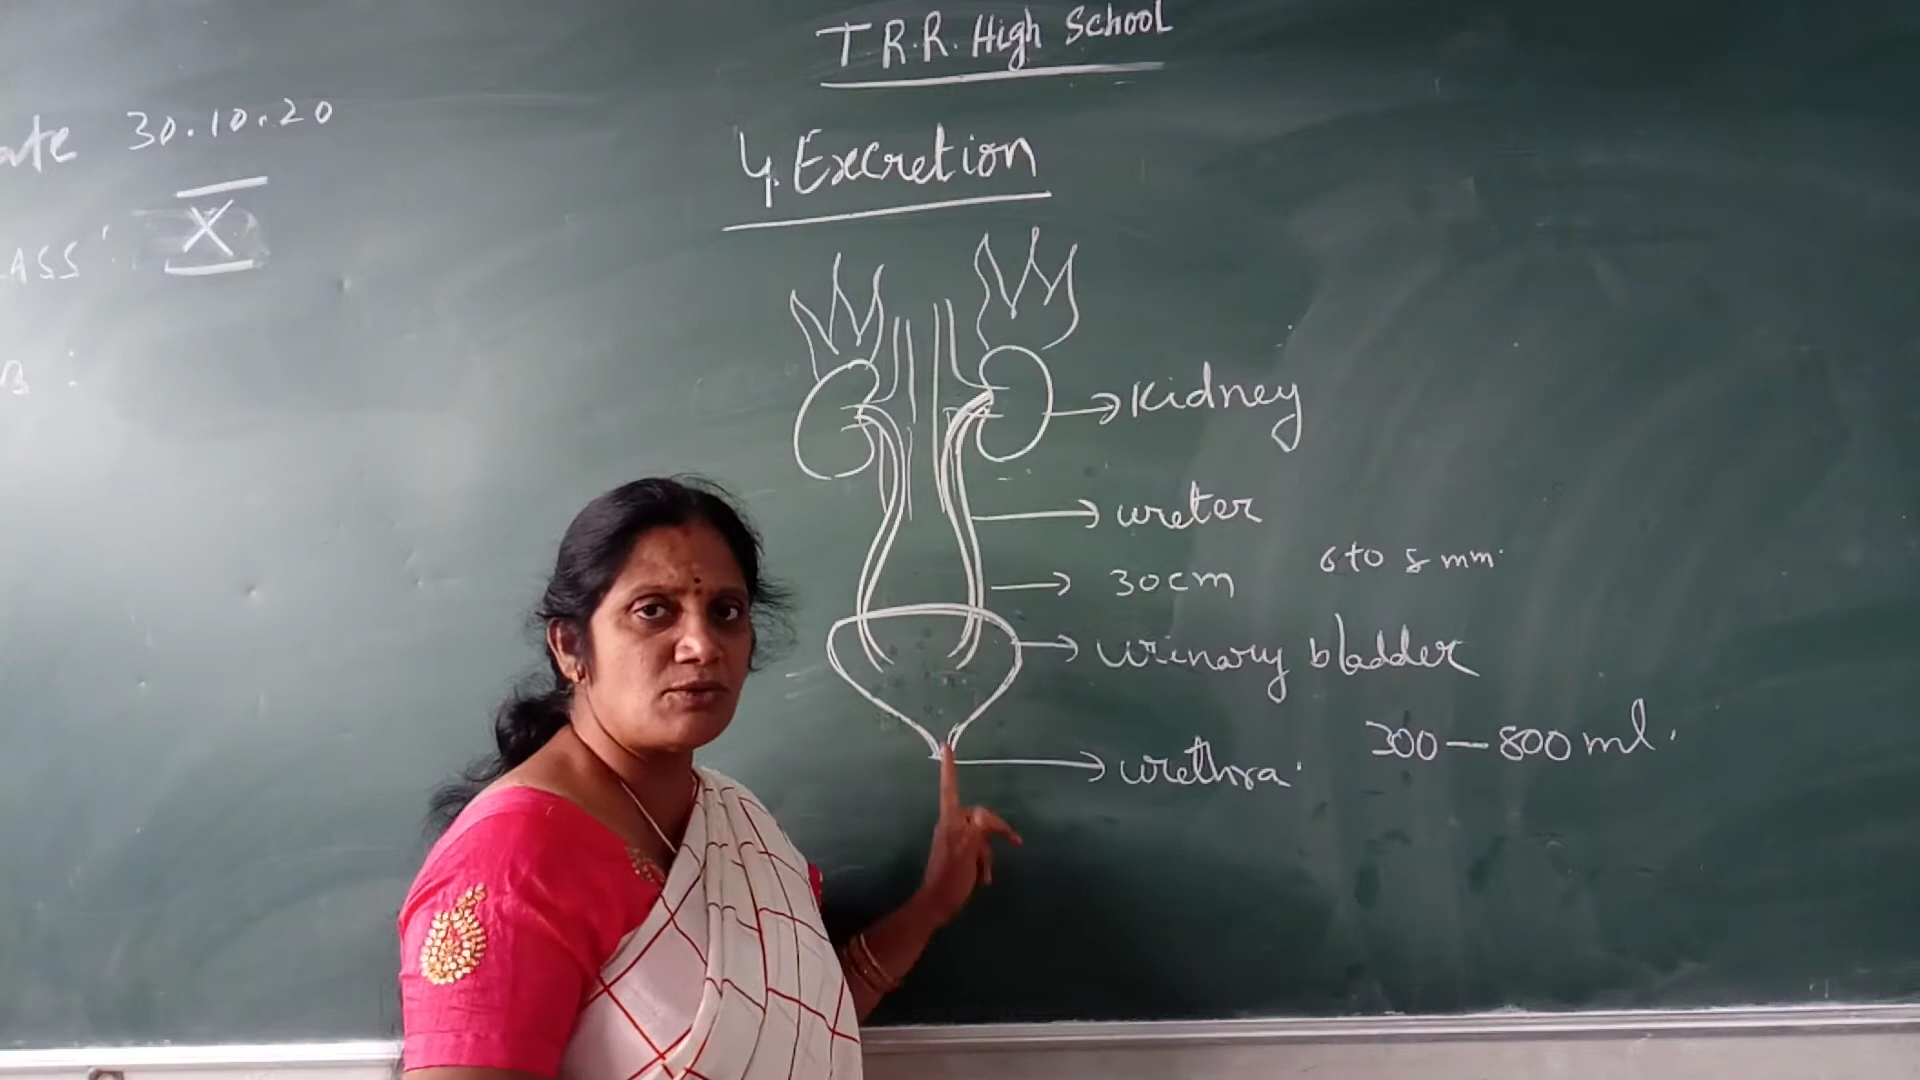 T R.R. High School
ate 30.10.20
4. Excretion
LASS: X
B :
Kidney
ureter
6 to 8 mm.
30cm
urinary bladder
300 — 800 ml.
urethra.